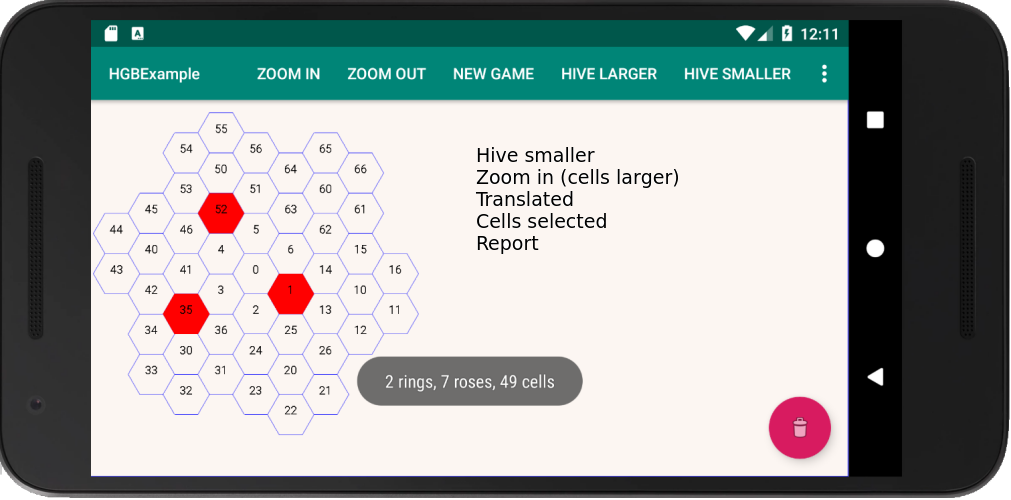 12:11
HGBExample ZOOM IN ZOOM OUT NEW GAME HIVE LARGER HIVE SMALLER
55
54 56 65
50 64
53 51 60 66
45 52 63 61
44 46 5 62
40 4 6 15
43 41 0 14 16
42 3 1 10
35 2 13 11
34 36 25 12
30 24 26
33 31 20
32 23 21
22
Hive smaller
Zoom in (cells larger)
Translated
Cells selected
Report
2 rings, 7 roses, 49 cells